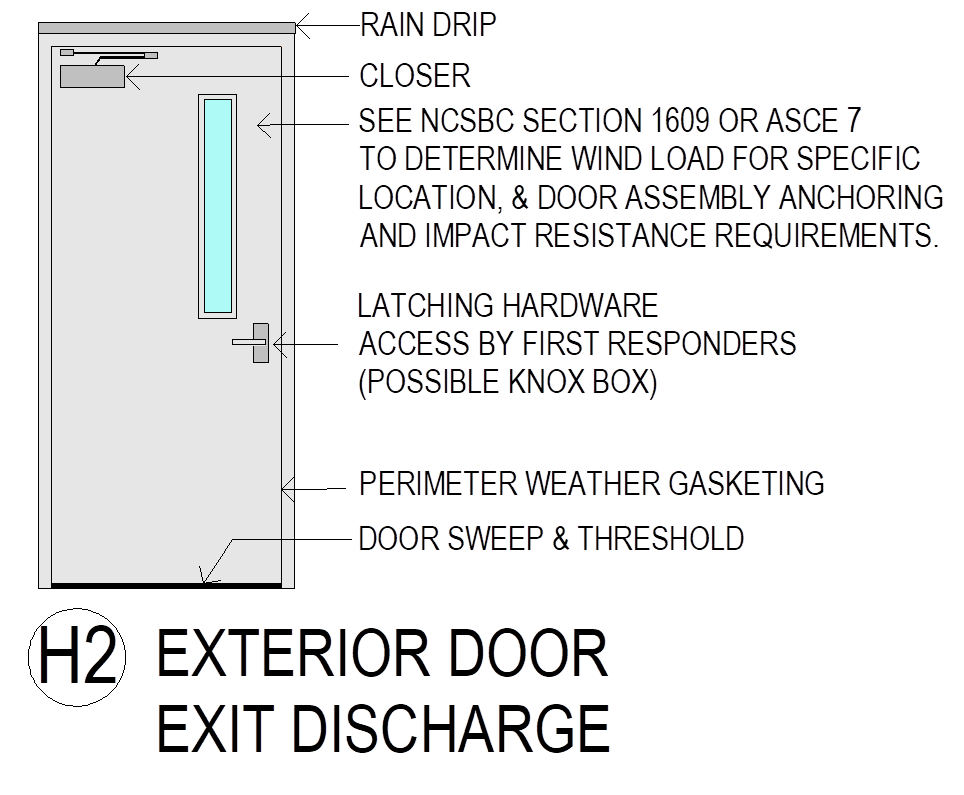 RAIN DRIP
CLOSER
SEE NCSBC SECTION 1609 OR ASCE 7
TO DETERMINE WIND LOAD FOR SPECIFIC
LOCATION, & DOOR ASSEMBLY ANCHORING
AND IMPACT RESISTANCE REQUIREMENTS.
LATCHING HARDWARE
ACCESS BY FIRST RESPONDERS
(POSSIBLE KNOX BOX)
PERIMETER WEATHER GASKETING
DOOR SWEEP & THRESHOLD
H2 EXTERIOR DOOR
EXIT DISCHARGE